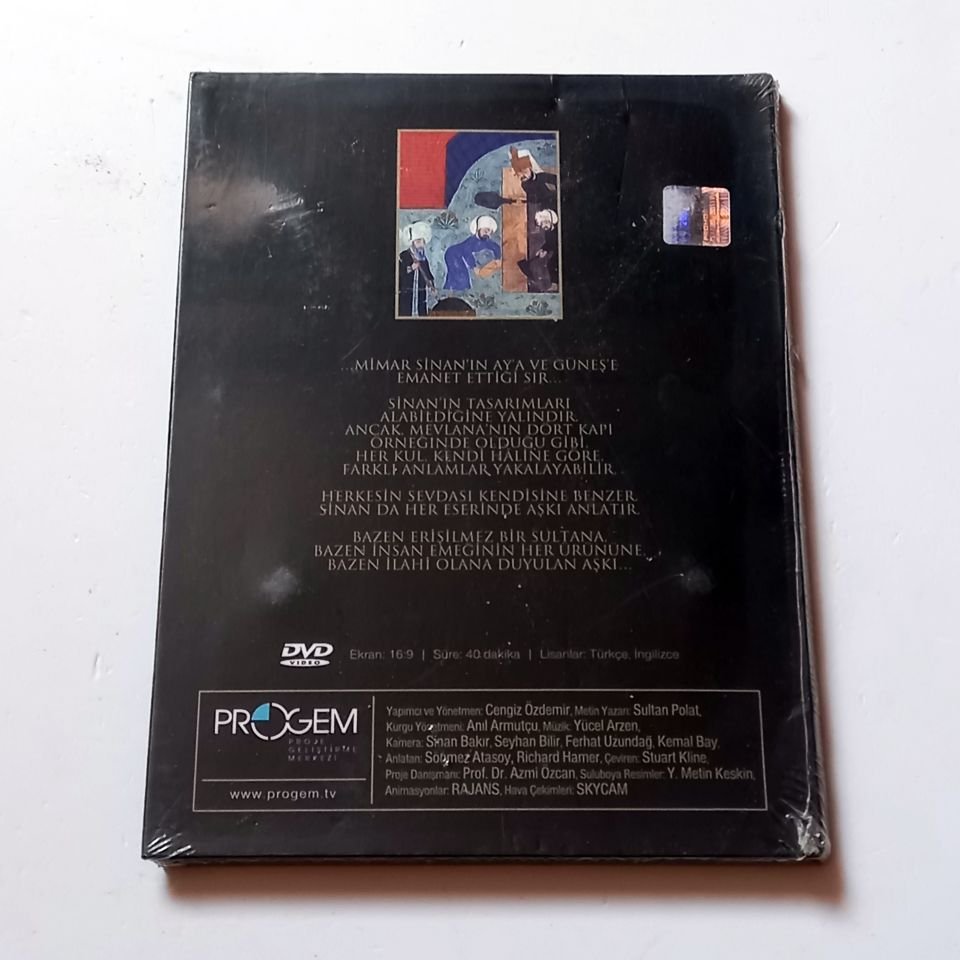 ...MİMAR SİNAN'IN AY'A VE GÜNEŞ'E
EMANET ETTİĞİ SIR...
SİNAN'IN TASARIMLARI
ALABİLDİĞİNE YALINDIR.
ANCAK, MEVLANA'NIN DÖRT KAPI
ÖRNEĞİNDE OLDUĞU GİBİ,
HER KUL, KENDİ HALİNE GÖRE,
FARKLI ANLAMLAR YAKALAYABİLİR...
HERKESİN SEVDASI KENDİSİNE BENZER,
SİNAN DA HER ESERİNDE AŞKI ANLATIR.
BAZEN ERİŞİLMEZ BİR SULTANA,
BAZEN İNSAN EMEĞİNİN HER ÜRÜNÜNE,
BAZEN İLAHİ OLANA DUYULAN AŞKI...
DVD VIDEO Ekran: 16:9 | Süre: 40 dakika | Lisanlar: Türkçe, İngilizce
PROGEM
PROJE
GELİŞTİRME
MERKEZİ
www.progem.tv
Yapımcı ve Yönetmen: Cengiz Özdemir, Metin Yazarı: Sultan Polat,
Kurgu Yönetmeni: Anıl Armutçu, Müzik: Yücel Arzen,
Kamera: Sinan Bakır, Seyhan Bilir, Ferhat Uzundağ, Kemal Bay,
Anlatan: Sönmez Atasoy, Richard Hamer, Çeviren: Stuart Kline,
Proje Danışmanı: Prof. Dr. Azmi Özcan, Suluboya Resimler: Y. Metin Keskin,
Animasyonlar: RAJANS, Hava Çekimleri: SKYCAM